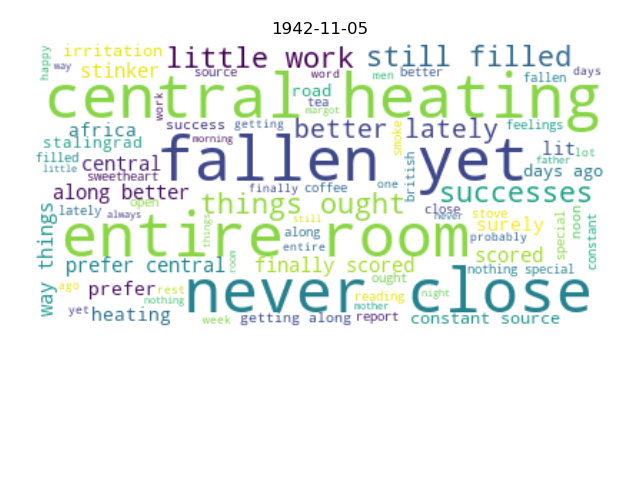 1942-11-05
happy
irritation
little work
still filled
way
stinker
source
word
men
better
fallen
days
central heating
work
road
tea
margot
africa
success
getting
better lately
smoke
feelings
stalingrad
morning
fallen yet
lit
lot
filled
little
central
sweetheart
british
father
days ago
along better
finally
coffee
one
successes
way things
lately
always
open
things ought
close
never
stove
surely
special
noon
constant
entire room
things
room
still
along
entire
probably
prefer central
finally scored
scored
nothing special
ought
ago
prefer
rest
nothing
never close
reading
mother
night
yet
heating
week
getting along
report
constant source